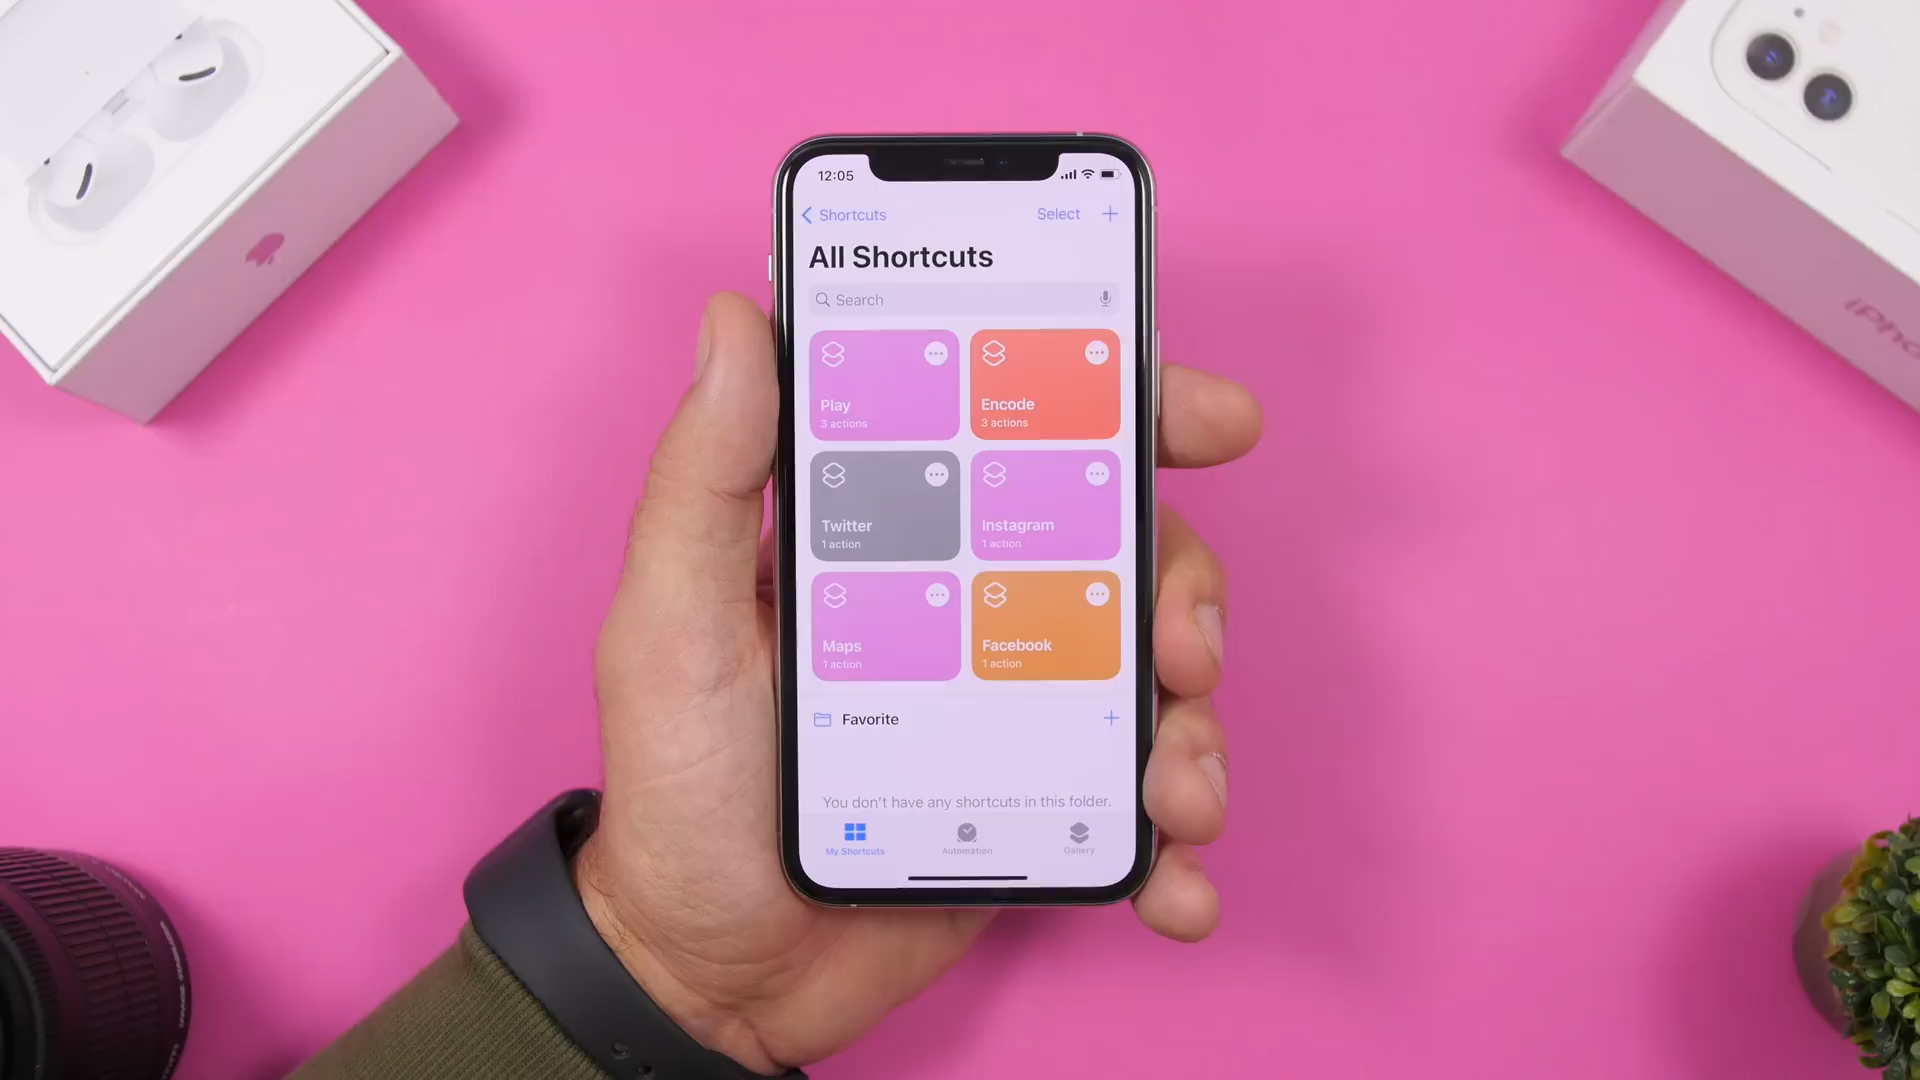 12:05
Shortcuts
Select
All Shortcuts
Search
Play
3 actions
Encode
3 actions
Twitter
1 action
Instagram
1 action
Maps
1 action
Facebook
1 action
Favorite
You don't have any shortcuts in this folder.
My Shortcuts
Automation
Gallery